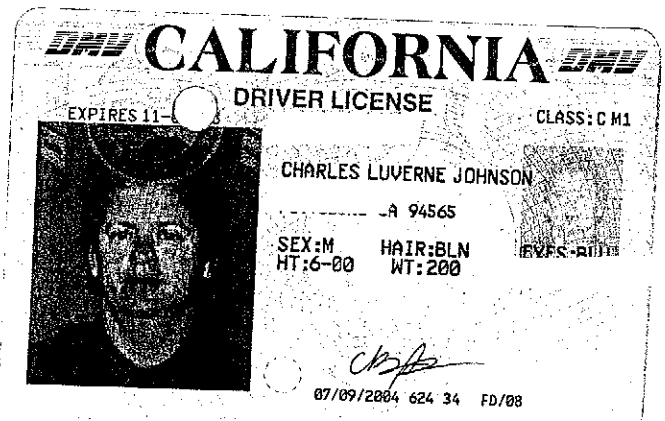 DMV CALIFORNIA DMV
DRIVER LICENSE
EXPIRES 11- CLASS: C M1
CHARLES LUVERNE JOHNSON
A 94565
SEX:M HAIR:BLN EYES:BLU
HT:6-00 WT:200
07/09/2004 624 34 FD/08